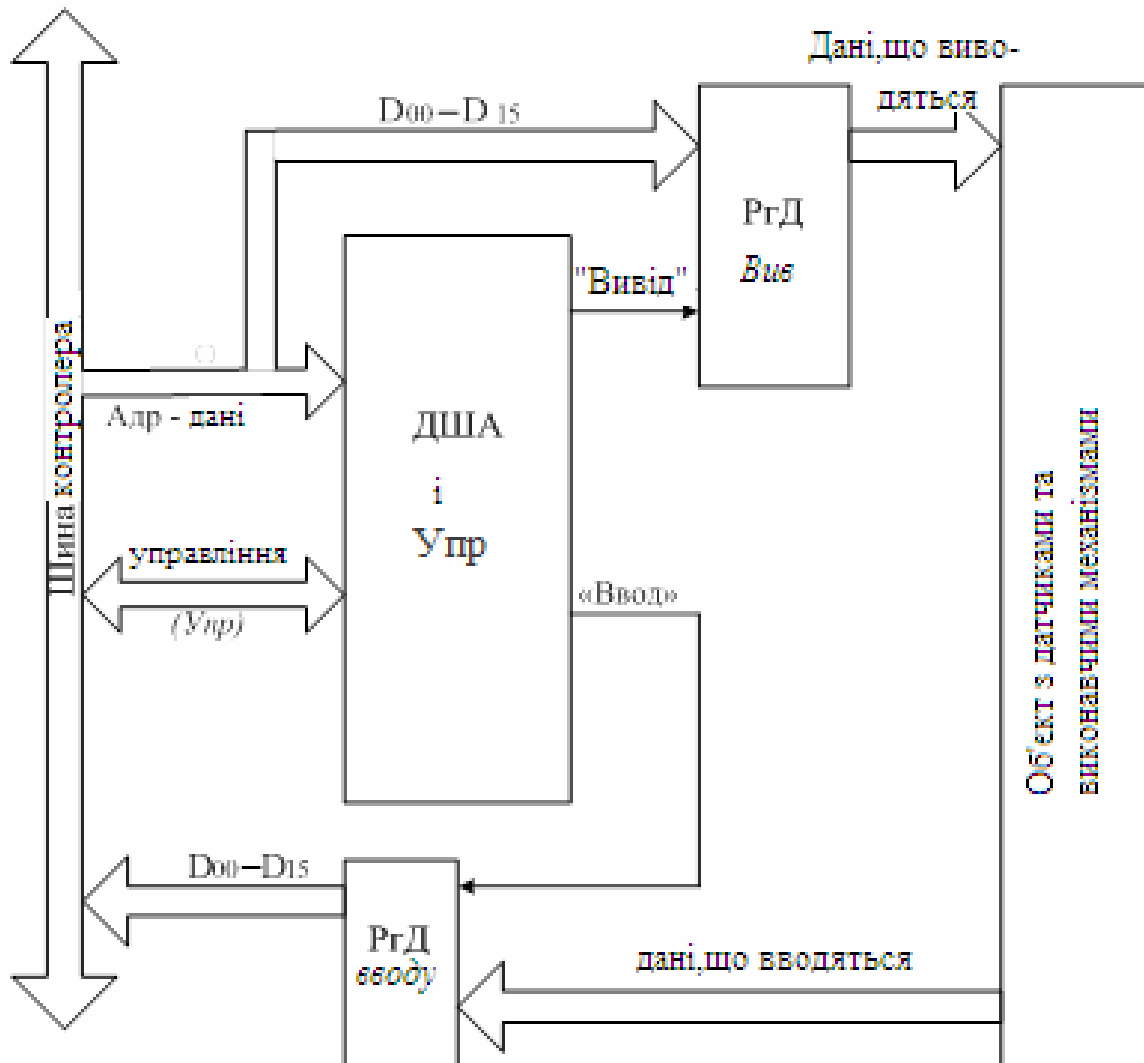 Дані,що виво-
дяться
D00–D 15
РгД
Вив
"Вивід"
Шина контролера
Адр - дані
ДША
і
Упр
управління
(Упр)
«Ввод»
Об'єкт з датчиками та
виконавчими механізмами
D00–D15
РгД
вводу
дані,що вводяться